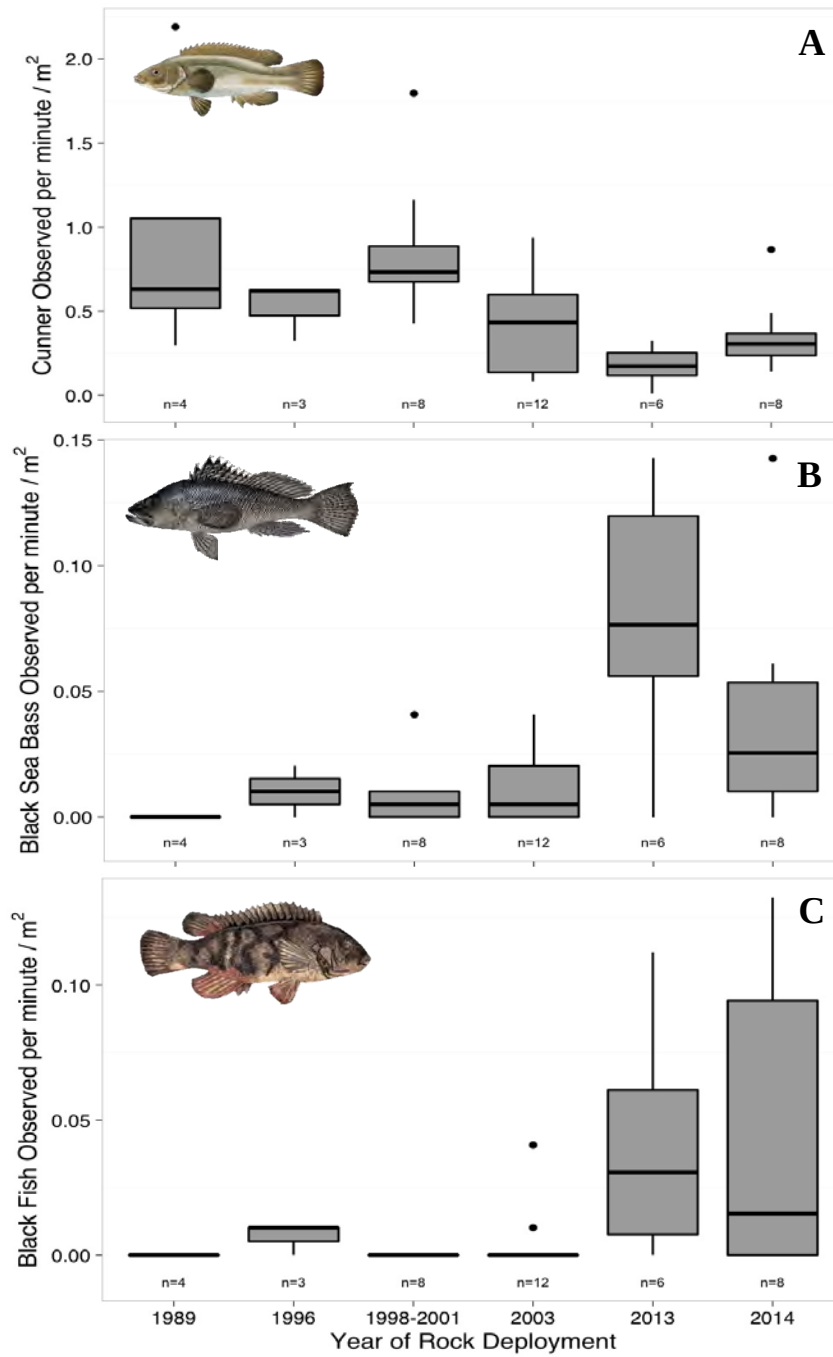 A
Cunner Observed per minute / m²
2.0
1.5
1.0
0.5
0.0
n=4 n=3 n=8 n=12 n=6 n=8
B
Black Sea Bass Observed per minute / m²
0.15
0.10
0.05
0.00
n=4 n=3 n=8 n=12 n=6 n=8
C
Black Fish Observed per minute / m²
0.10
0.05
0.00
n=4 n=3 n=8 n=12 n=6 n=8
1989 1996 1998-2001 2003 2013 2014
Year of Rock Deployment